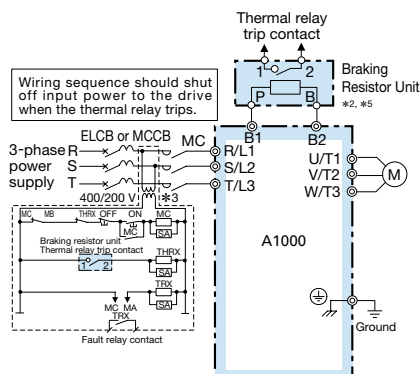 Thermal relay
trip contact
1 2
Braking
Resistor Unit
*2, *5
P B
Wiring sequence should shut
off input power to the drive
when the thermal relay trips.
B1 B2
ELCB or MCCB MC
3-phase power supply
R R/L1
S S/L2
T T/L3
U/T1
V/T2
W/T3
M
400/200 V *3
A1000
MC MB THRX OFF ON MC
MC SA
Braking resistor unit
Thermal relay trip contact
1 2
THRX
SA
TRX
SA
MC MA
TRX
Fault relay contact
Ground